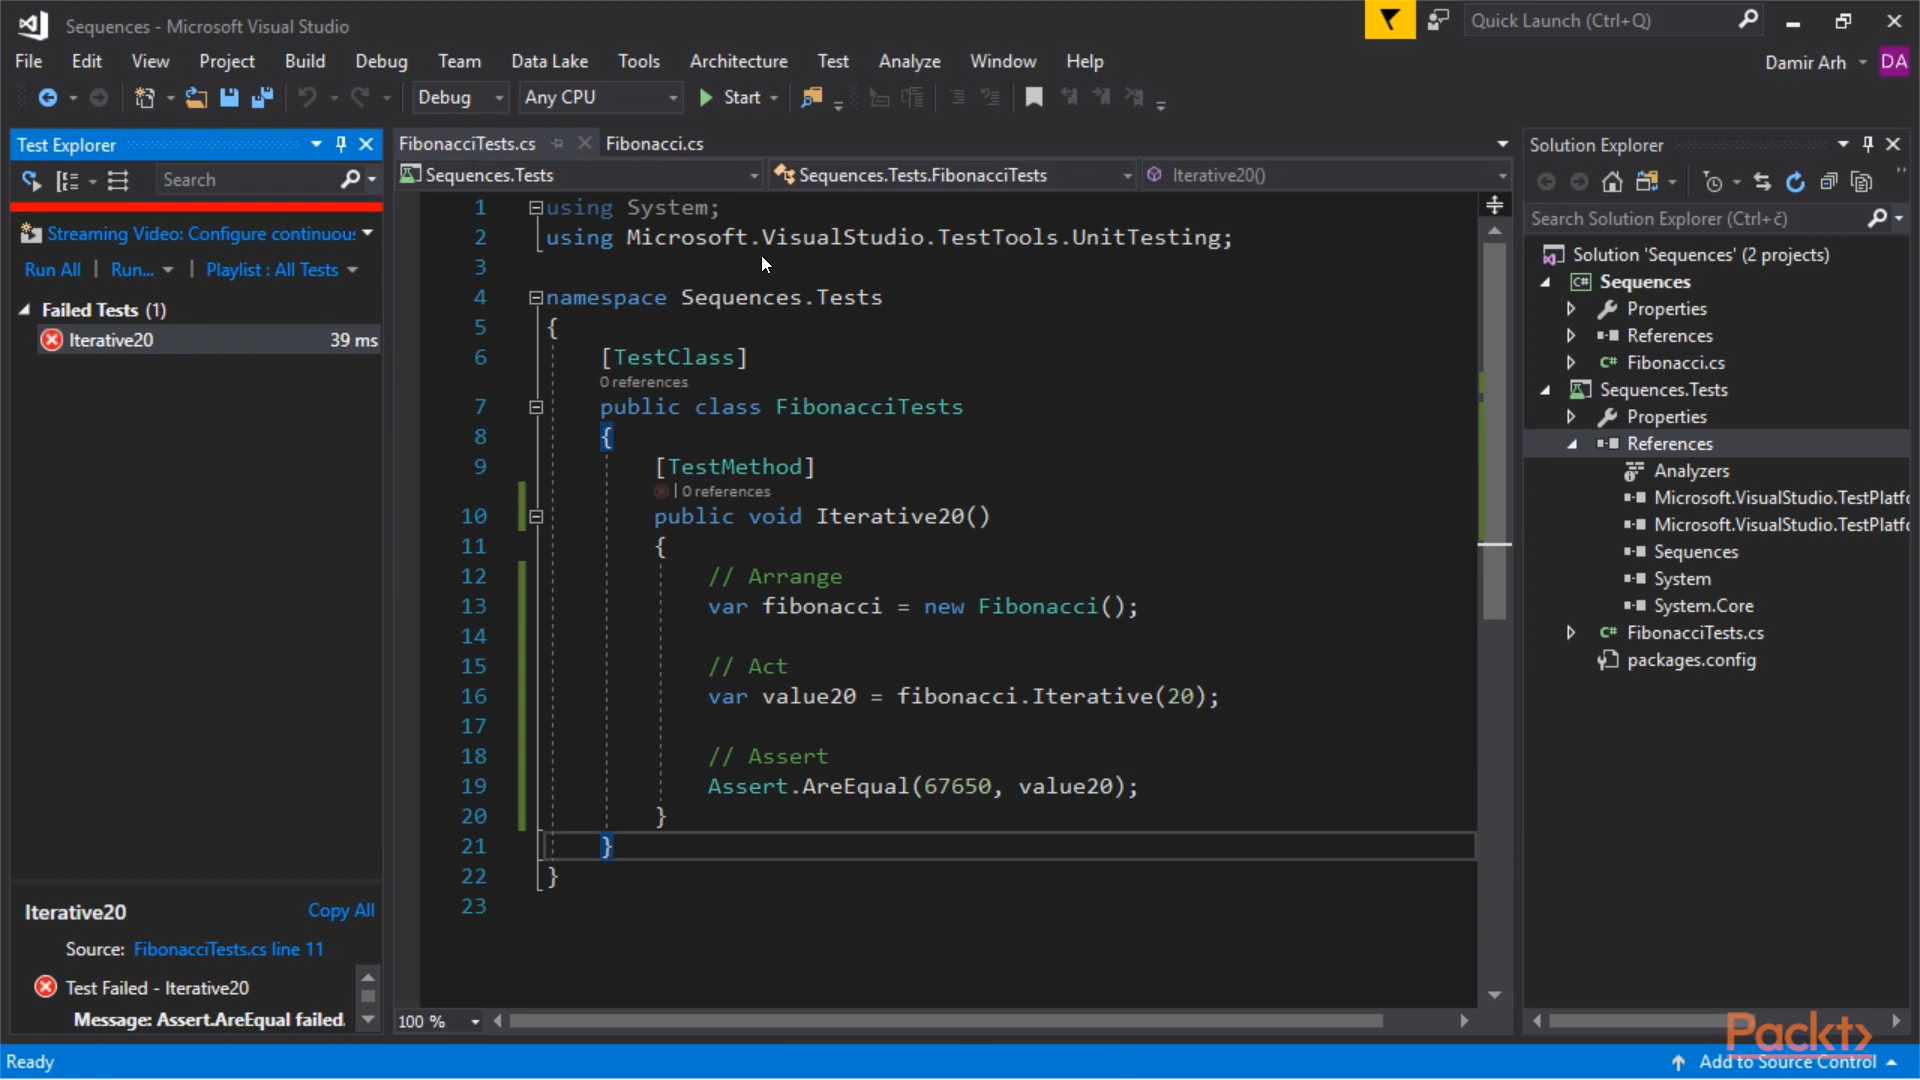 Sequences - Microsoft Visual Studio
Quick Launch (Ctrl+Q)
File Edit View Project Build Debug Team Data Lake Tools Architecture Test Analyze Window Help
Damir Arh DA
Debug Any CPU Start
Test Explorer
Search
Streaming Video: Configure continuou
Run All | Run... | Playlist : All Tests
Failed Tests (1)
Iterative20 39 ms
Iterative20 Copy All
Source: FibonacciTests.cs line 11
Test Failed - Iterative20
Message: Assert.AreEqual failed.
FibonacciTests.cs Fibonacci.cs
Sequences.Tests Sequences.Tests.FibonacciTests Iterative20()
1 using System;
2 using Microsoft.VisualStudio.TestTools.UnitTesting;
3
4 namespace Sequences.Tests
5 {
6 [TestClass]
0 references
7 public class FibonacciTests
8 {
9 [TestMethod]
| 0 references
10 public void Iterative20()
11 {
12 // Arrange
13 var fibonacci = new Fibonacci();
14
15 // Act
16 var value20 = fibonacci.Iterative(20);
17
18 // Assert
19 Assert.AreEqual(67650, value20);
20 }
21 }
22 }
23
100 %
Solution Explorer
Search Solution Explorer (Ctrl+č)
Solution 'Sequences' (2 projects)
C# Sequences
Properties
References
C# Fibonacci.cs
Sequences.Tests
Properties
References
Analyzers
Microsoft.VisualStudio.TestPlatfo
Microsoft.VisualStudio.TestPlatfo
Sequences
System
System.Core
C# FibonacciTests.cs
packages.config
Packt>
Ready
Add to Source Control